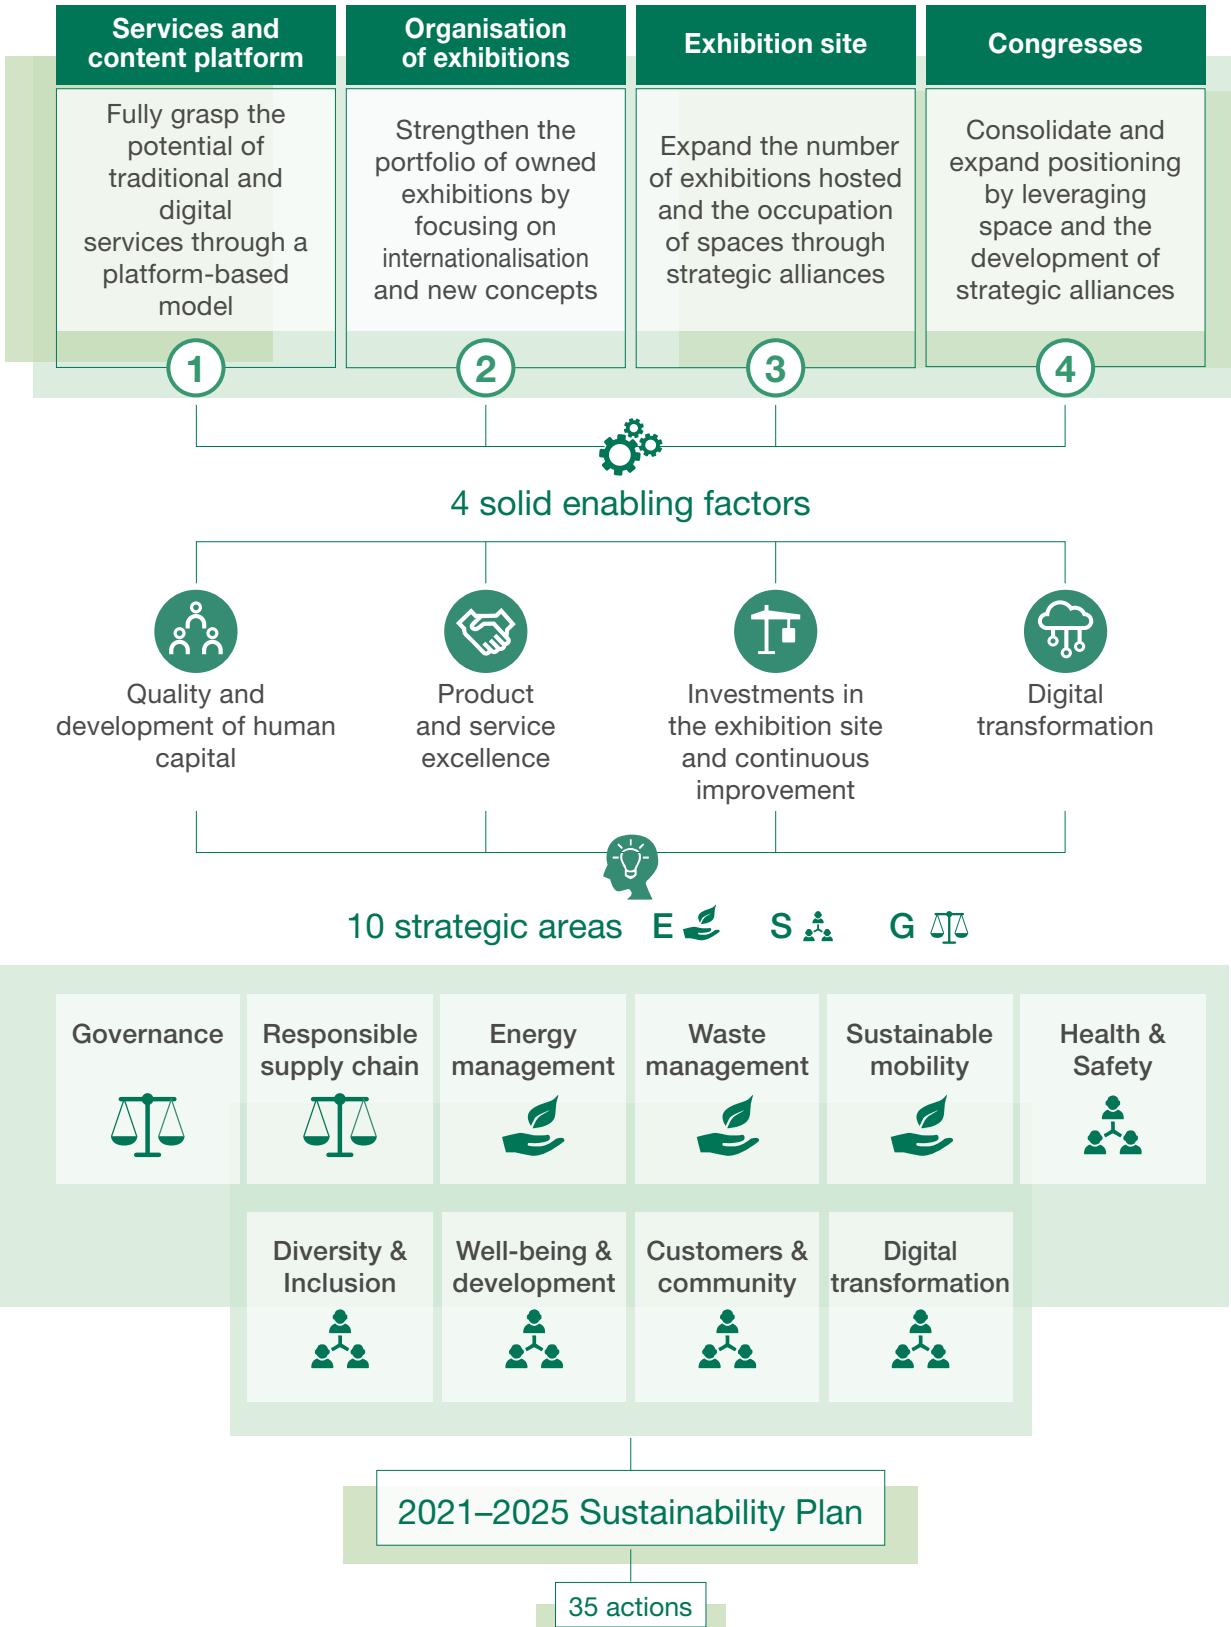 Services and
content platform
Fully grasp the
potential of
traditional and
digital
services through a
platform-based
model
1
Organisation
of exhibitions
Strengthen the
portfolio of owned
exhibitions by
focusing on
internationalisation
and new concepts
2
Exhibition site
Expand the number
of exhibitions hosted
and the occupation
of spaces through
strategic alliances
3
Congresses
Consolidate and
expand positioning
by leveraging
space and the
development of
strategic alliances
4
4 solid enabling factors
Quality and
development of human
capital
Product
and service
excellence
Investments in
the exhibition site
and continuous
improvement
Digital
transformation
10 strategic areas E S G
Governance
Responsible
supply chain
Energy
management
Waste
management
Sustainable
mobility
Health &
Safety
Diversity &
Inclusion
Well-being &
development
Customers &
community
Digital
transformation
2021–2025 Sustainability Plan
35 actions